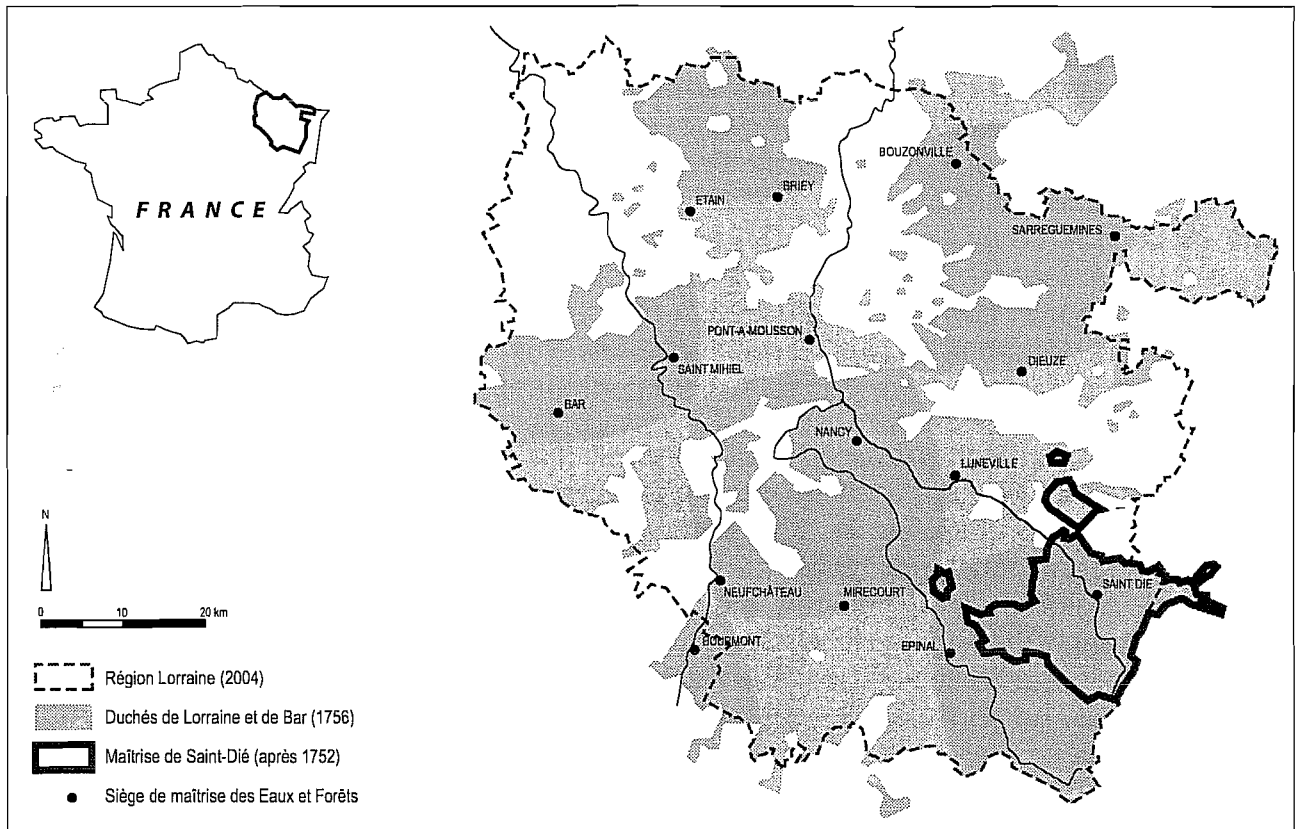 FRANCE
N
0 10 20 km
Région Lorraine (2004)
Duchés de Lorraine et de Bar (1756)
Maîtrise de Saint-Dié (après 1752)
Siège de maîtrise des Eaux et Forêts
BOUZONVILLE
BRIEY
ETAIN
SARREGUEMINES
PONT-A-MOUSSON
SAINT MIHIEL
DIEUZE
BAR
NANCY
LUNEVILLE
NEUFCHÂTEAU
MIRECOURT
SAINT DIE
BOURMONT
EPINAL